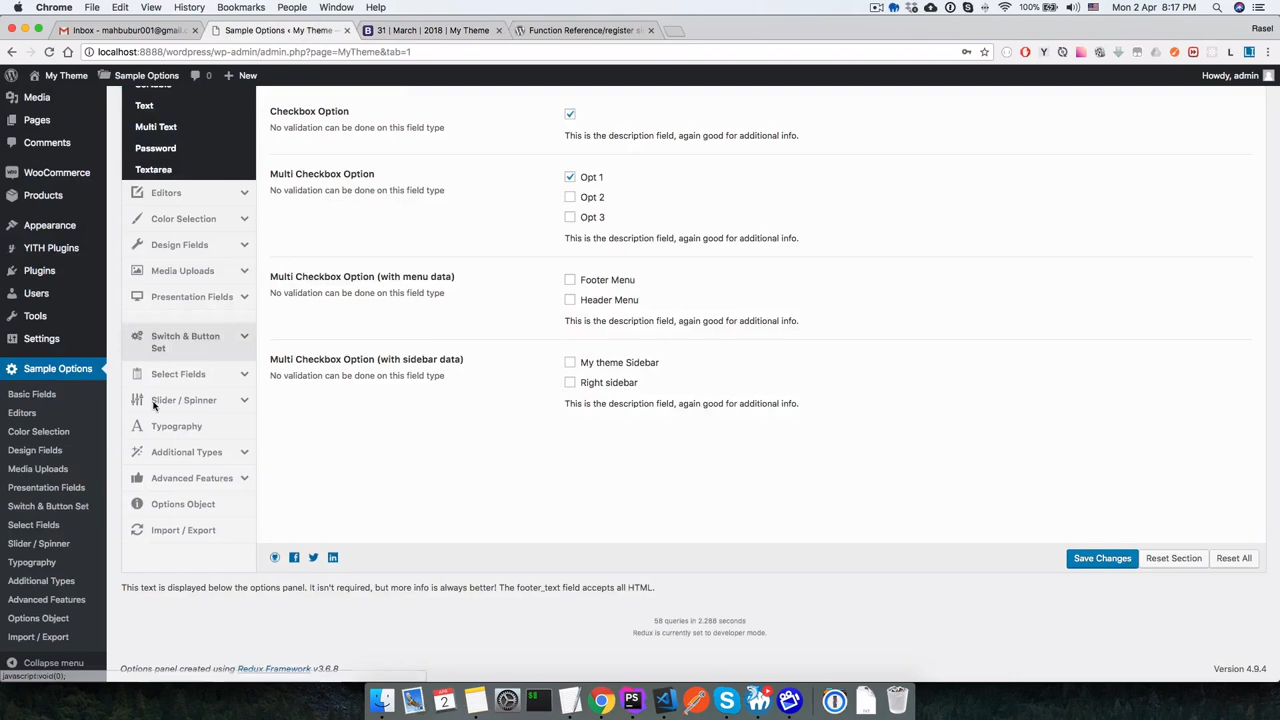 Chrome File Edit View History Bookmarks People Window Help
100% Mon 2 Apr 8:17 PM
Inbox - mahbubur001@gmail.c
Sample Options ‹ My Theme —
31 | March | 2018 | My Theme
Function Reference/register si
Rasel
localhost:8888/wordpress/wp-admin/admin.php?page=MyTheme&tab=1
My Theme Sample Options 0 New
Howdy, admin
Media
Pages
Comments
WooCommerce
Products
Appearance
YITH Plugins
Plugins
Users
Tools
Settings
Sample Options
Basic Fields
Editors
Color Selection
Design Fields
Media Uploads
Presentation Fields
Switch & Button Set
Select Fields
Slider / Spinner
Typography
Additional Types
Advanced Features
Options Object
Import / Export
Collapse menu
javascript:void(0);
Sortable
Text
Multi Text
Password
Textarea
Editors
Color Selection
Design Fields
Media Uploads
Presentation Fields
Switch & Button
Set
Select Fields
Slider / Spinner
Typography
Additional Types
Advanced Features
Options Object
Import / Export
Checkbox Option
No validation can be done on this field type
This is the description field, again good for additional info.
Multi Checkbox Option
No validation can be done on this field type
Opt 1
Opt 2
Opt 3
This is the description field, again good for additional info.
Multi Checkbox Option (with menu data)
No validation can be done on this field type
Footer Menu
Header Menu
This is the description field, again good for additional info.
Multi Checkbox Option (with sidebar data)
No validation can be done on this field type
My theme Sidebar
Right sidebar
This is the description field, again good for additional info.
Save Changes Reset Section Reset All
This text is displayed below the options panel. It isn't required, but more info is always better! The footer_text field accepts all HTML.
58 queries in 2.288 seconds
Redux is currently set to developer mode.
Options panel created using Redux Framework v3.6.8
Version 4.9.4